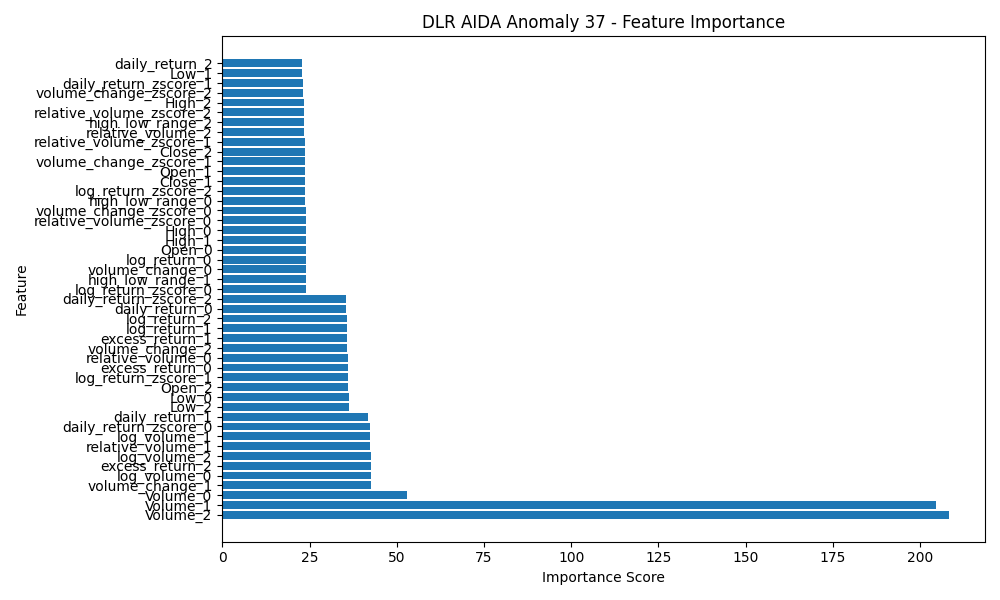 DLR AIDA Anomaly 37 - Feature Importance
daily_return_2
Low_1
daily_return_zscore_1
volume_change_zscore_2
High_2
relative_volume_zscore_2
high_low_range_2
relative_volume_2
relative_volume_zscore_1
Close_2
volume_change_zscore_1
Open_1
Close_1
log_return_zscore_2
high_low_range_0
volume_change_zscore_0
relative_volume_zscore_0
High_0
High_1
Open_0
log_return_0
volume_change_0
high_low_range_1
log_return_zscore_0
daily_return_zscore_2
daily_return_0
log_return_2
log_return_1
excess_return_1
volume_change_2
relative_volume_0
excess_return_0
log_return_zscore_1
Open_2
Low_0
Low_2
daily_return_1
daily_return_zscore_0
log_volume_1
relative_volume_1
log_volume_2
excess_return_2
log_volume_0
volume_change_1
Volume_0
Volume_1
Volume_2
Feature
0 25 50 75 100 125 150 175 200
Importance Score